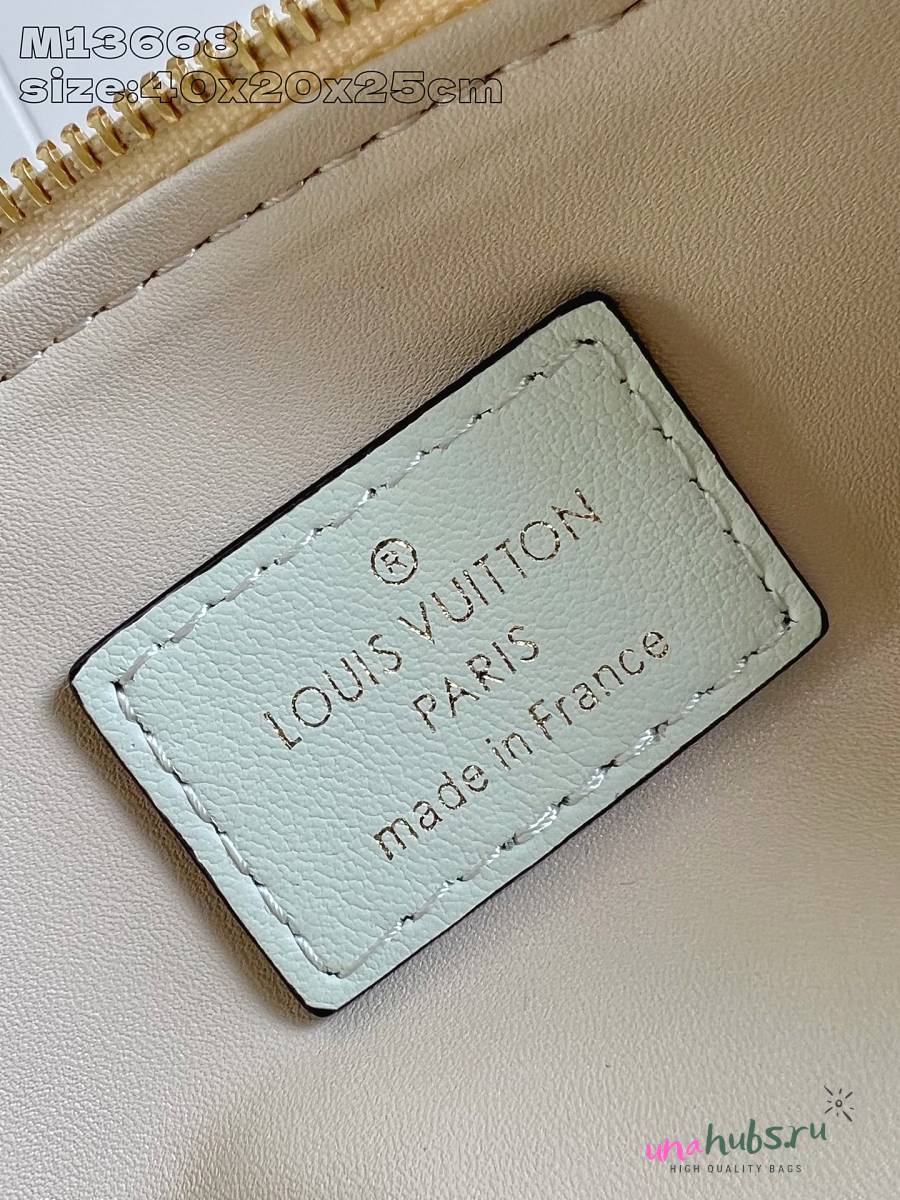 M13668
size:40x20x25cm
®
LOUIS VUITTON
PARIS
made in France
unahubs.ru
HIGH QUALITY BAGS